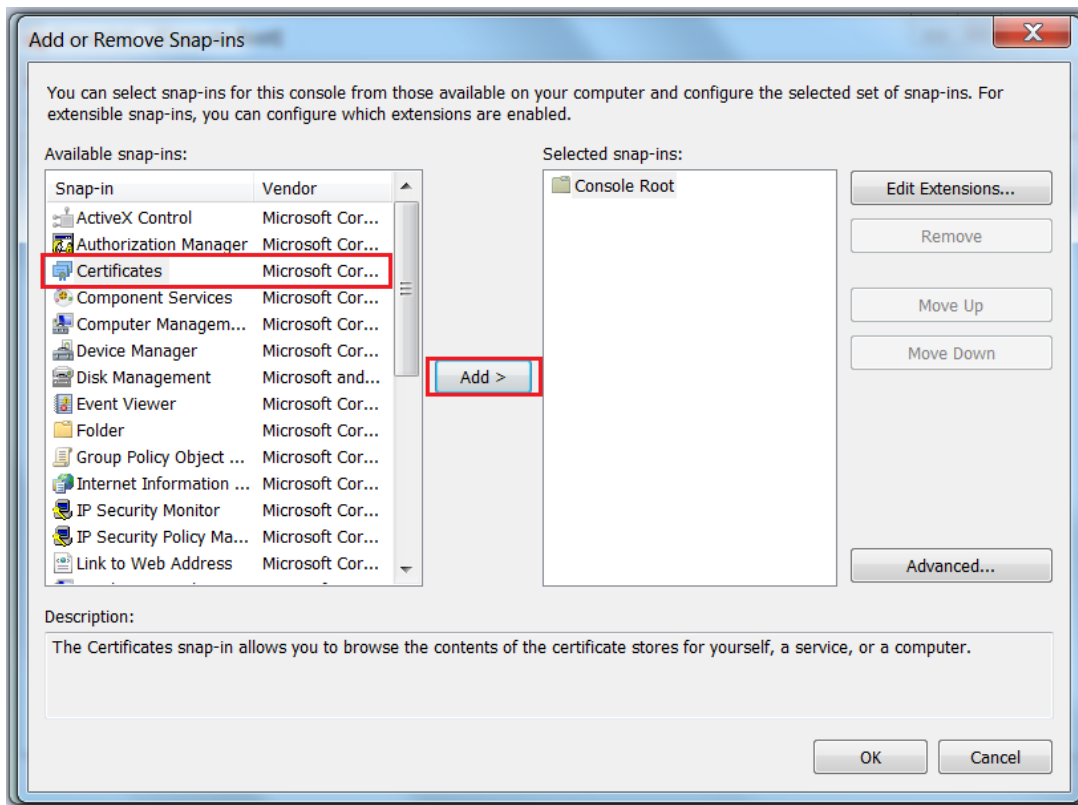 Add or Remove Snap-ins
You can select snap-ins for this console from those available on your computer and configure the selected set of snap-ins. For
extensible snap-ins, you can configure which extensions are enabled.
Available snap-ins:
Snap-in Vendor
ActiveX Control Microsoft Cor...
Authorization Manager Microsoft Cor...
Certificates Microsoft Cor...
Component Services Microsoft Cor...
Computer Managem... Microsoft Cor...
Device Manager Microsoft Cor...
Disk Management Microsoft and...
Event Viewer Microsoft Cor...
Folder Microsoft Cor...
Group Policy Object ... Microsoft Cor...
Internet Information ... Microsoft Cor...
IP Security Monitor Microsoft Cor...
IP Security Policy Ma... Microsoft Cor...
Link to Web Address Microsoft Cor...
Add >
Selected snap-ins:
Console Root
Edit Extensions...
Remove
Move Up
Move Down
Advanced...
Description:
The Certificates snap-in allows you to browse the contents of the certificate stores for yourself, a service, or a computer.
OK Cancel